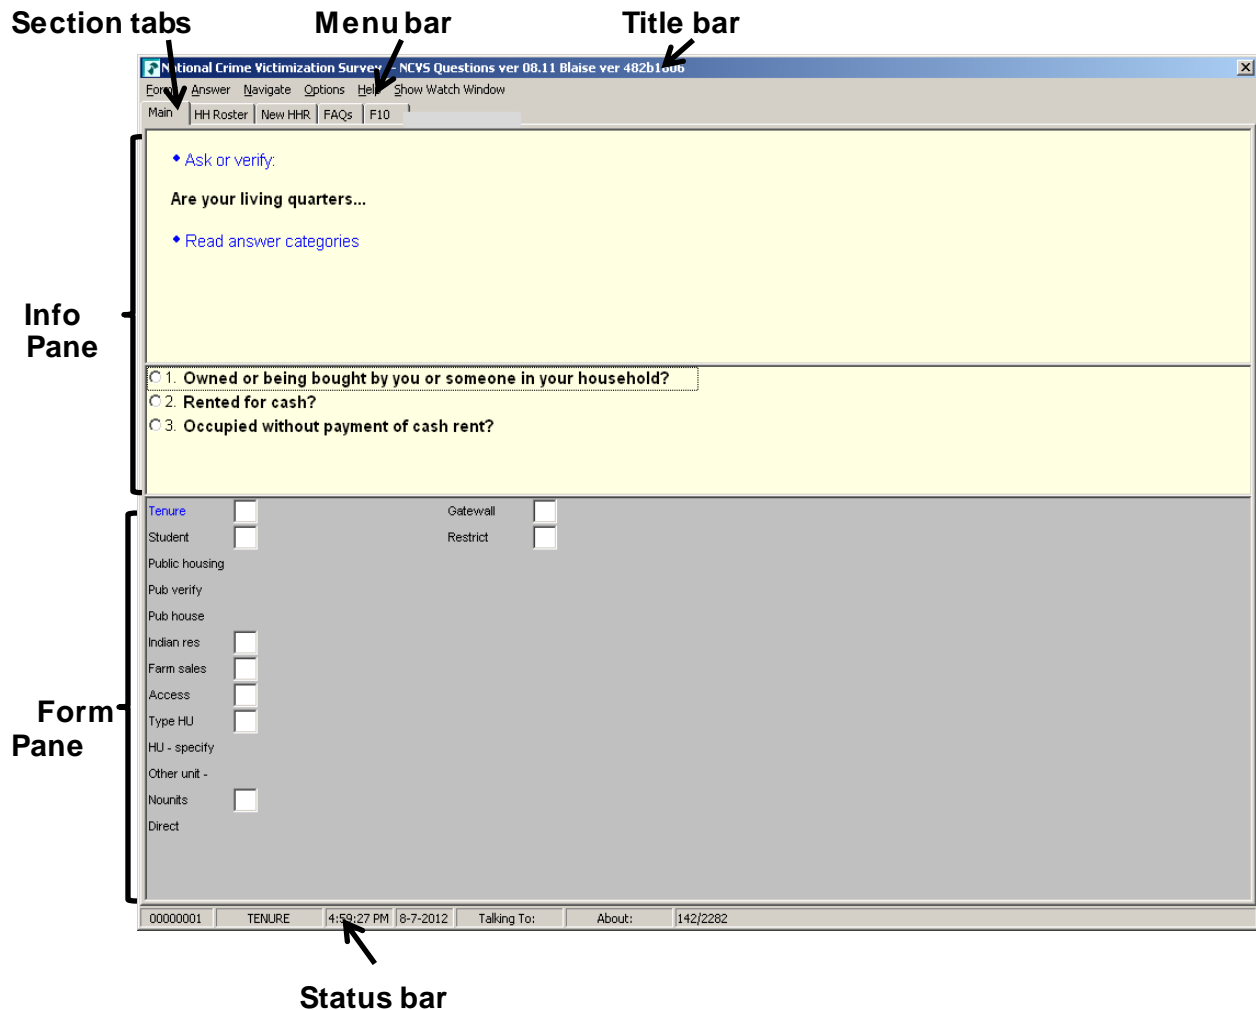 Section tabs Menu bar Title bar
National Crime Victimization Survey - NCVS Questions ver 08.11 Blaise ver 482b1606
Form Answer Navigate Options Help Show Watch Window
Main HH Roster New HHR FAQs F10
Ask or verify:
Are your living quarters...
Read answer categories
Info
Pane
1. Owned or being bought by you or someone in your household?
2. Rented for cash?
3. Occupied without payment of cash rent?
Tenure Gatewall
Student Restrict
Public housing
Pub verify
Pub house
Indian res
Farm sales
Access
Form
Type HU
Pane
HU - specify
Other unit -
Nounits
Direct
00000001 TENURE 4:59:27 PM 8-7-2012 Talking To: About: 142/2282
Status bar